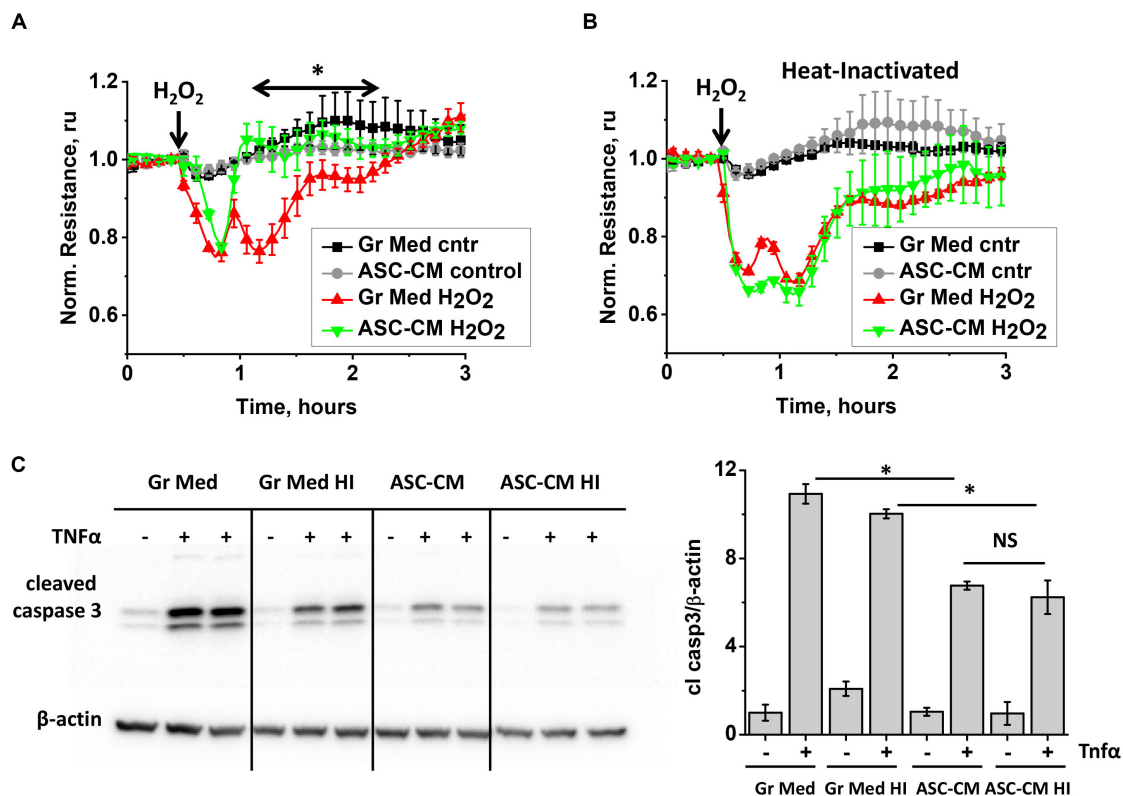 A
H2O2
*
Norm. Resistance, ru
1.2
1.0
0.8
0.6
Gr Med cntr
ASC-CM control
Gr Med H2O2
ASC-CM H2O2
0 1 2 3
Time, hours
B
Heat-Inactivated
H2O2
Norm. Resistance, ru
1.2
1.0
0.8
0.6
Gr Med cntr
ASC-CM cntr
Gr Med H2O2
ASC-CM H2O2
0 1 2 3
Time, hours
C
Gr Med Gr Med HI ASC-CM ASC-CM HI
TNFα - + + - + + - + + - + +
cleaved
caspase 3
β-actin
cl casp3/β-actin
12
8
4
0
*
*
NS
- + - + - + - + Tnfα
Gr Med Gr Med HI ASC-CM ASC-CM HI